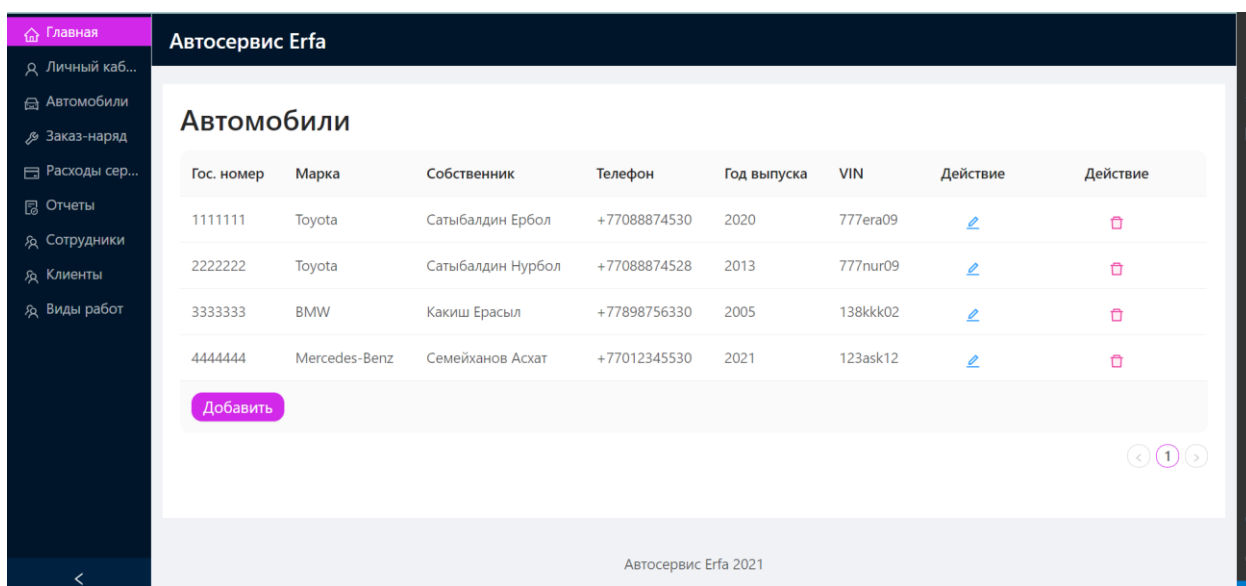 Главная
Личный каб...
Автомобили
Заказ-наряд
Расходы сер...
Отчеты
Сотрудники
Клиенты
Виды работ
<
Автосервис Erfa
Автомобили
Гос. номер Марка Собственник Телефон Год выпуска VIN Действие Действие
1111111 Toyota Сатыбалдин Ербол +77088874530 2020 777era09
2222222 Toyota Сатыбалдин Нурбол +77088874528 2013 777nur09
3333333 BMW Какиш Ерасыл +77898756330 2005 138kkk02
4444444 Mercedes-Benz Семейханов Асхат +77012345530 2021 123ask12
Добавить
< 1 >
Автосервис Erfa 2021